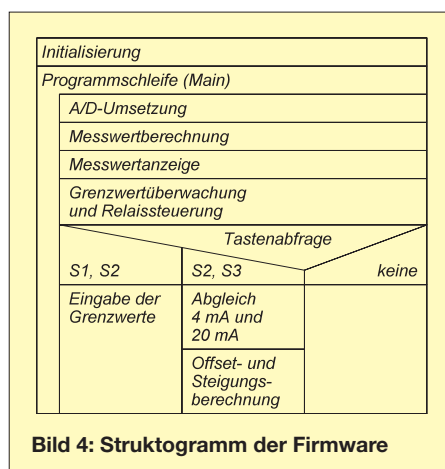 Initialisierung
Programmschleife (Main)
A/D-Umsetzung
Messwertberechnung
Messwertanzeige
Grenzwertüberwachung
und Relaissteuerung
Tastenabfrage
S1, S2
S2, S3
keine
Eingabe der
Grenzwerte
Abgleich
4 mA und
20 mA
Offset- und
Steigungs-
berechnung
Bild 4: Struktogramm der Firmware